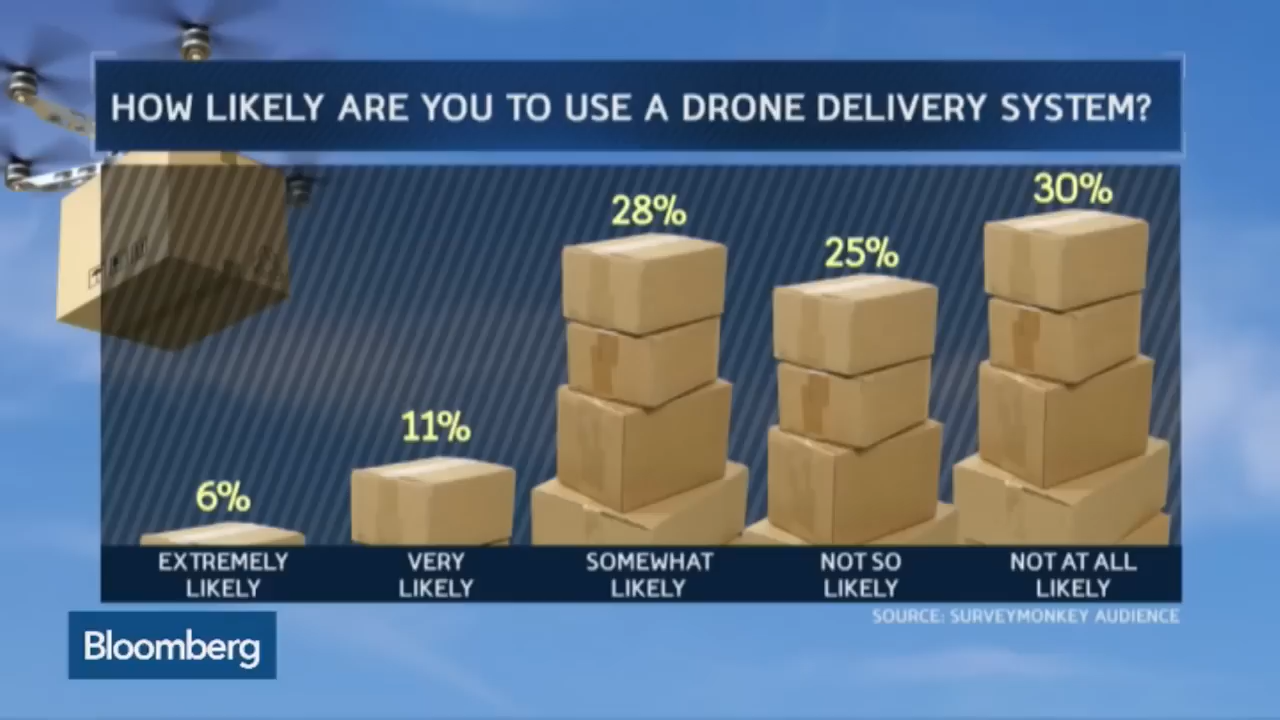 HOW LIKELY ARE YOU TO USE A DRONE DELIVERY SYSTEM?
30%
28%
25%
11%
6%
EXTREMELY
LIKELY
VERY
LIKELY
SOMEWHAT
LIKELY
NOT SO
LIKELY
NOT AT ALL
LIKELY
SOURCE: SURVEYMONKEY AUDIENCE
Bloomberg